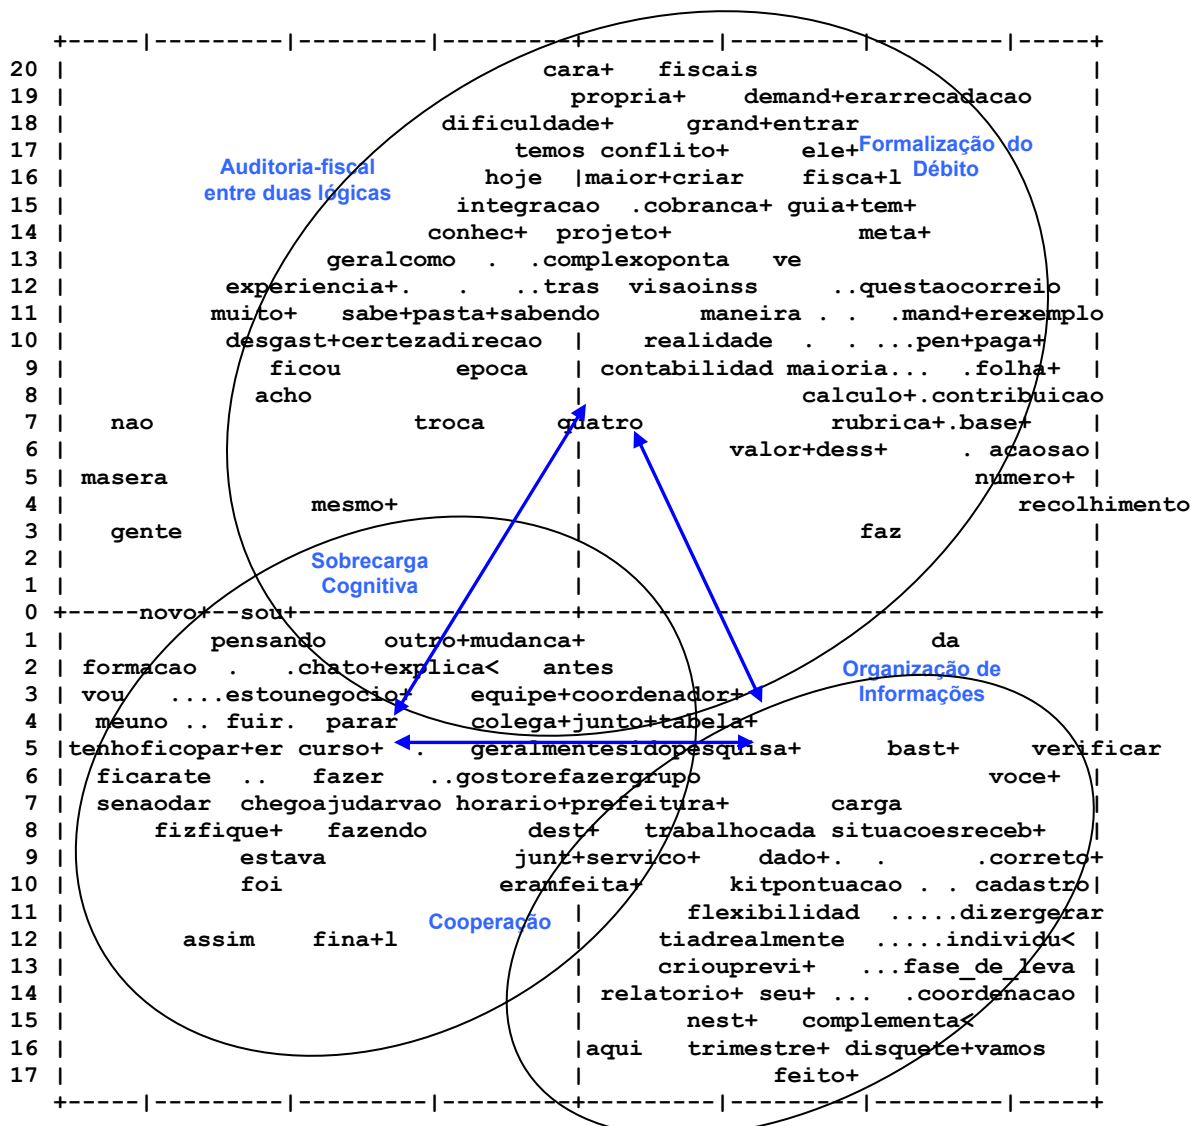 +-----|---------|---------|---------+---------|---------|---------|-----+
20 | cara+ fiscais |
19 | propria+ demand+erarrecadacao |
18 | dificuldade+ grand+entrar |
17 | temos conflito+ ele+ |
Formalização do
Débito
Auditoria-fiscal
entre duas lógicas
16 | hoje |maior+criar fisca+l |
15 | integracao .cobranca+ guia+tem+ |
14 | conhec+ projeto+ meta+ |
13 | geralcomo . .complexoponta ve |
12 | experiencia+. . ..tras visaoinss ..questaocorreio |
11 | muito+ sabe+pasta+sabendo maneira . . .mand+erexemplo
10 | desgast+certezadirecao | realidade . . ...pen+paga+ |
9 | ficou epoca | contabilidad maioria... .folha+ |
8 | acho | calculo+.contribuicao
7 | nao troca quatro rubrica+.base+ |
6 | | valor+dess+ . acaosao|
5 | masera | numero+ |
4 | mesmo+ | recolhimento
3 | gente | faz |
2 | | |
Sobrecarga
Cognitiva
1 | | |
0 +-----novo+--sou+-------------------+-----------------------------------+
1 | pensando outro+mudanca+ da |
2 | formacao . .chato+explica< antes |
Organização de
Informações
3 | vou ....estounegocio+ equipe+coordenador+ |
4 | meuno .. fuir. parar colega+junto+tabela+ |
5 |tenhoficopar+er curso+ . geralmentesidopesquisa+ bast+ verificar
6 | ficarate .. fazer ..gostorefazergrupo voce+ |
7 | senaodar chegoajudarvao horario+prefeitura+ carga |
8 | fizfique+ fazendo dest+ trabalhocada situacoesreceb+ |
9 | estava junt+servico+ dado+. . .correto+
10 | foi eramfeita+ kitpontuacao . . cadastro|
11 | | flexibilidad .....dizergerar
Cooperação
12 | assim fina+l | tiadrealmente .....individu< |
13 | | criouprevi+ ...fase_de_leva |
14 | | relatorio+ seu+ ... .coordenacao |
15 | | nest+ complementa< |
16 | |aqui trimestre+ disquete+vamos |
17 | | feito+ |
+-----|---------|---------|---------+---------|---------|---------|-----+